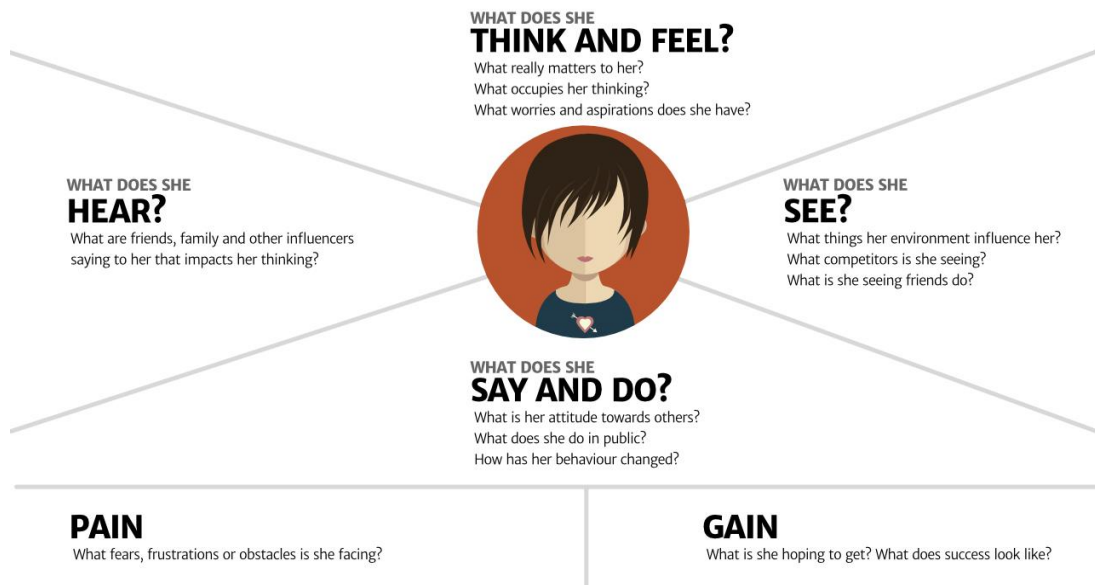 WHAT DOES SHE
THINK AND FEEL?
What really matters to her?
What occupies her thinking?
What worries and aspirations does she have?
WHAT DOES SHE
HEAR?
What are friends, family and other influencers
saying to her that impacts her thinking?
WHAT DOES SHE
SEE?
What things her environment influence her?
What competitors is she seeing?
What is she seeing friends do?
WHAT DOES SHE
SAY AND DO?
What is her attitude towards others?
What does she do in public?
How has her behaviour changed?
PAIN
What fears, frustrations or obstacles is she facing?
GAIN
What is she hoping to get? What does success look like?